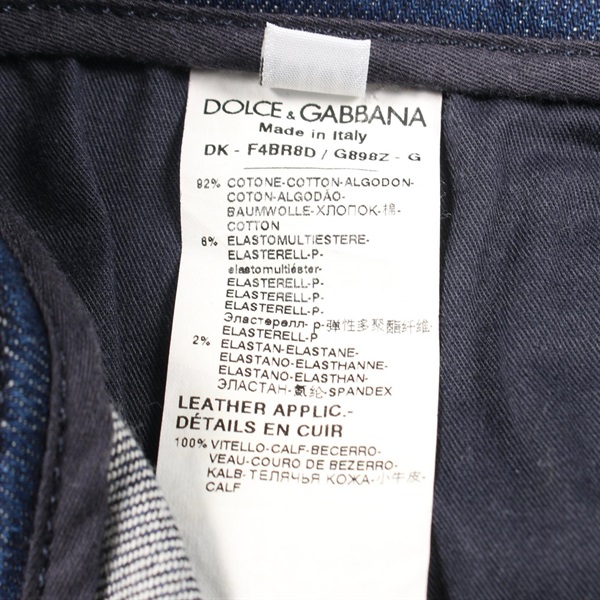 DOLCE & GABBANA
Made in Italy
DK - F4BR8D / G898Z - G
92% COTONE-COTTON-ALGODON-
COTON-ALGODÃO-
BAUMWOLLE-ХЛОПОК-棉-
COTTON
6% ELASTOMULTIESTERE-
ELASTERELL-P-
elastomultiéster-
ELASTERELL-P-
ELASTERELL-P-
ELASTERELL-P-
Эластерелл- р-弹性多聚酯纤维-
ELASTERELL-P
2% ELASTAN-ELASTANE-
ELASTANO-ELASTHANNE-
ELASTANO-ELASTHAN-
ЭЛАСТАН-氨纶-SPANDEX
LEATHER APPLIC.-
DÉTAILS EN CUIR
100% VITELLO-CALF-BECERRO-
VEAU-COURO DE BEZERRO-
KALB-ТЕЛЯЧЬЯ КОЖА-小牛皮-
CALF